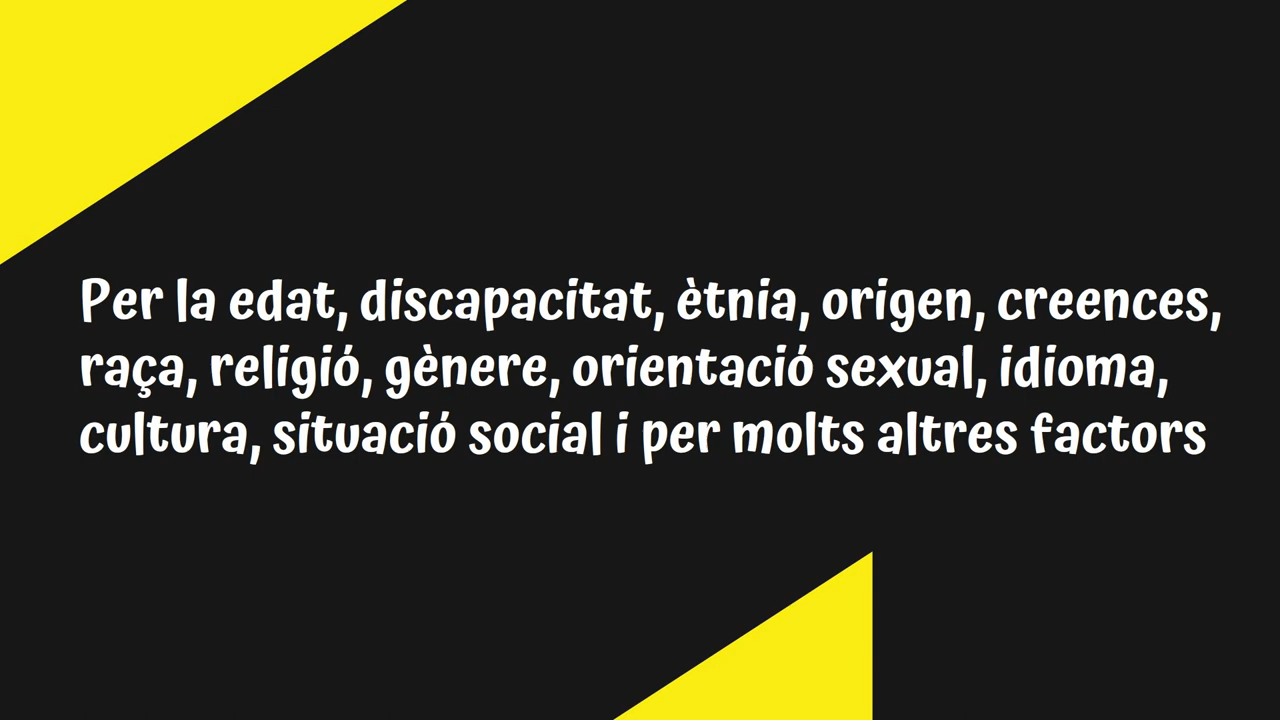 Per la edat, discapacitat, ètnia, origen, creences,
raça, religió, gènere, orientació sexual, idioma,
cultura, situació social i per molts altres factors